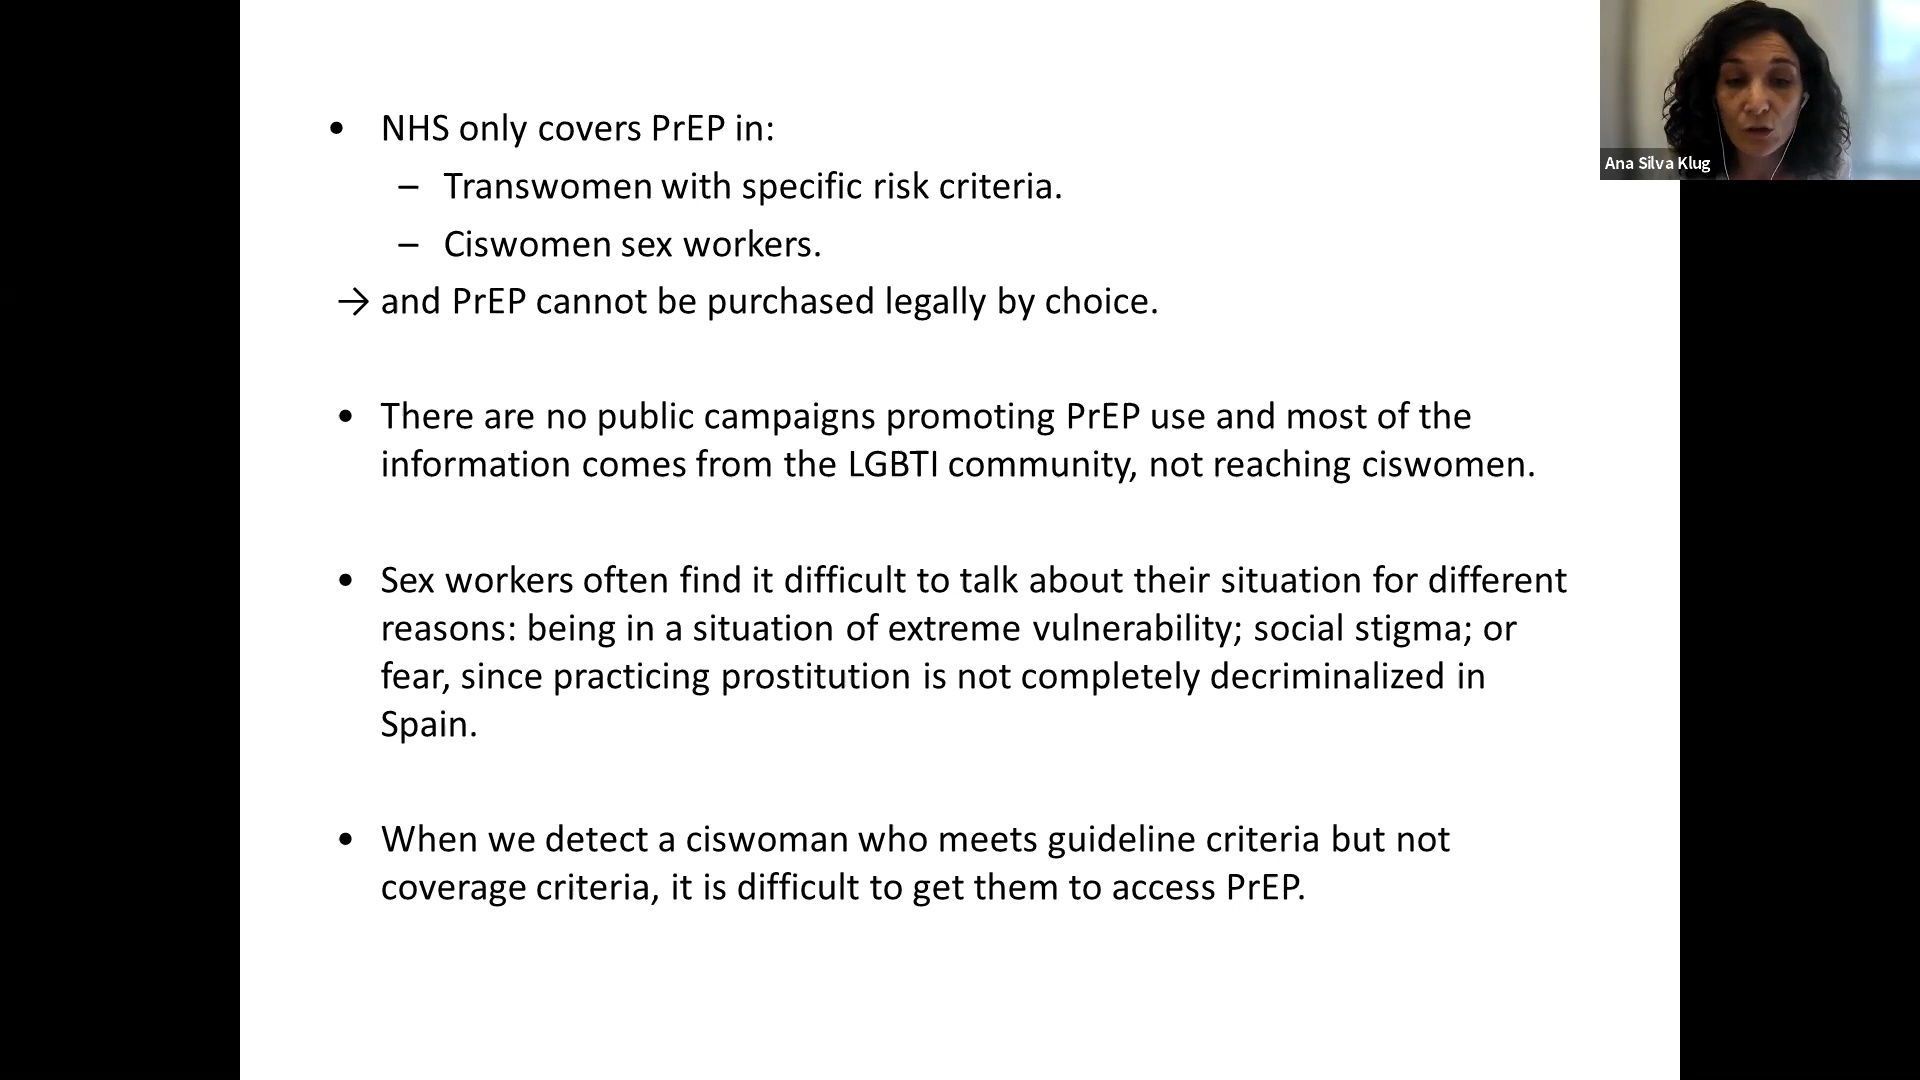 • NHS only covers PrEP in:
– Transwomen with specific risk criteria.
– Ciswomen sex workers.
→ and PrEP cannot be purchased legally by choice.
• There are no public campaigns promoting PrEP use and most of the
information comes from the LGBTI community, not reaching ciswomen.
• Sex workers often find it difficult to talk about their situation for different
reasons: being in a situation of extreme vulnerability; social stigma; or
fear, since practicing prostitution is not completely decriminalized in
Spain.
• When we detect a ciswoman who meets guideline criteria but not
coverage criteria, it is difficult to get them to access PrEP.
Ana Silva Klug